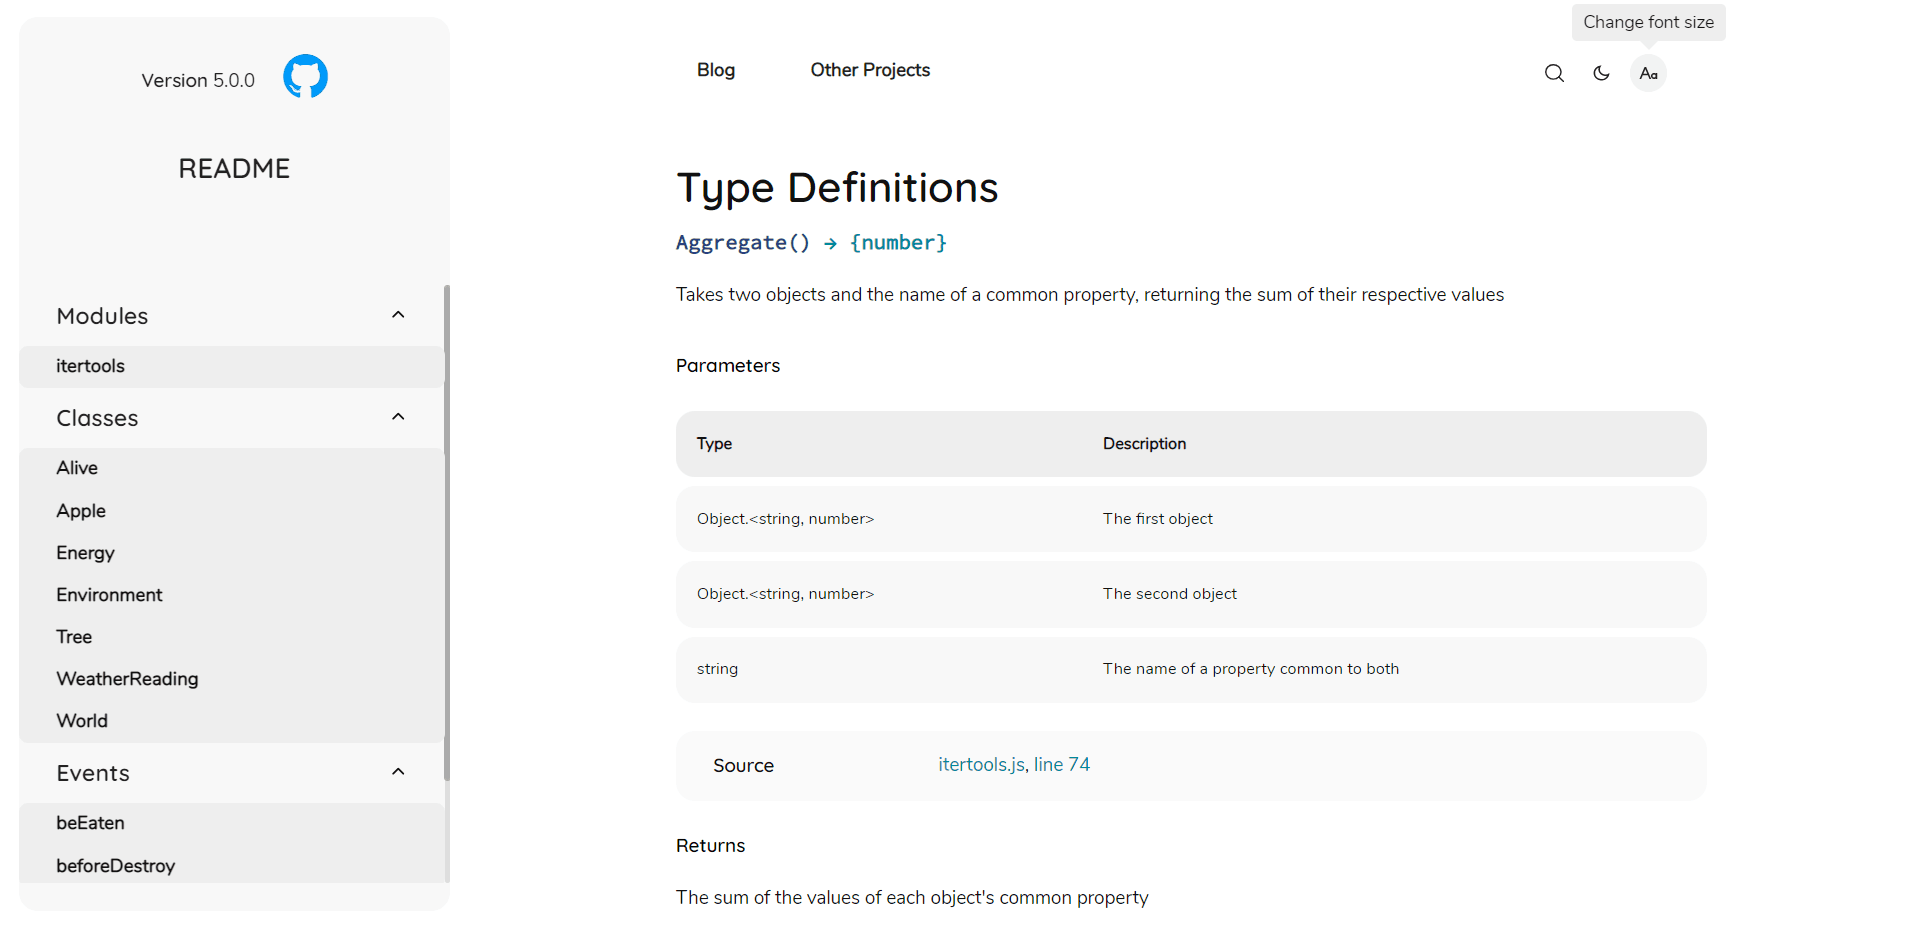 Version 5.0.0
README
Modules
itertools
Classes
Alive
Apple
Energy
Environment
Tree
WeatherReading
World
Events
beEaten
beforeDestroy
Change font size
Blog Other Projects
Aa
Type Definitions
Aggregate() → {number}
Takes two objects and the name of a common property, returning the sum of their respective values
Parameters
Type Description
Object.<string, number> The first object
Object.<string, number> The second object
string The name of a property common to both
Source itertools.js, line 74
Returns
The sum of the values of each object's common property